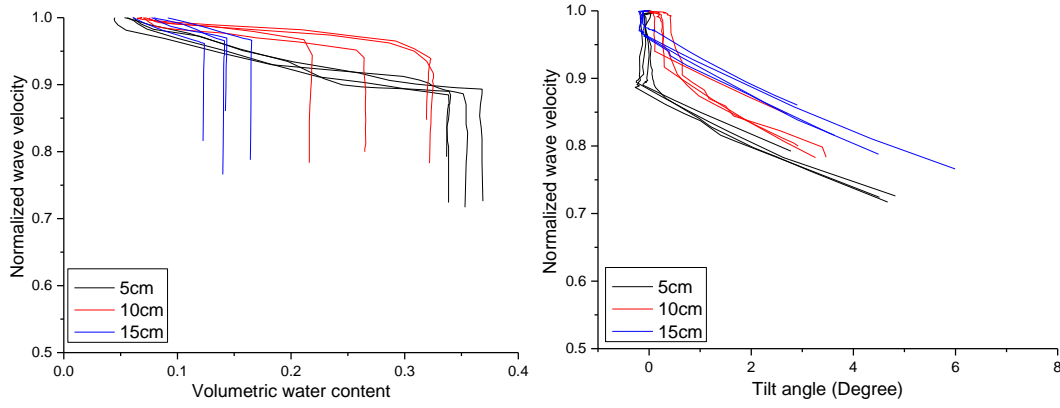 1.0
0.9
0.8
0.7
0.6
0.5
Normalized wave velocity
5cm
10cm
15cm
0.0 0.1 0.2 0.3 0.4
Volumetric water content
1.0
0.9
0.8
0.7
0.6
0.5
Normalized wave velocity
5cm
10cm
15cm
0 2 4 6 8
Tilt angle (Degree)